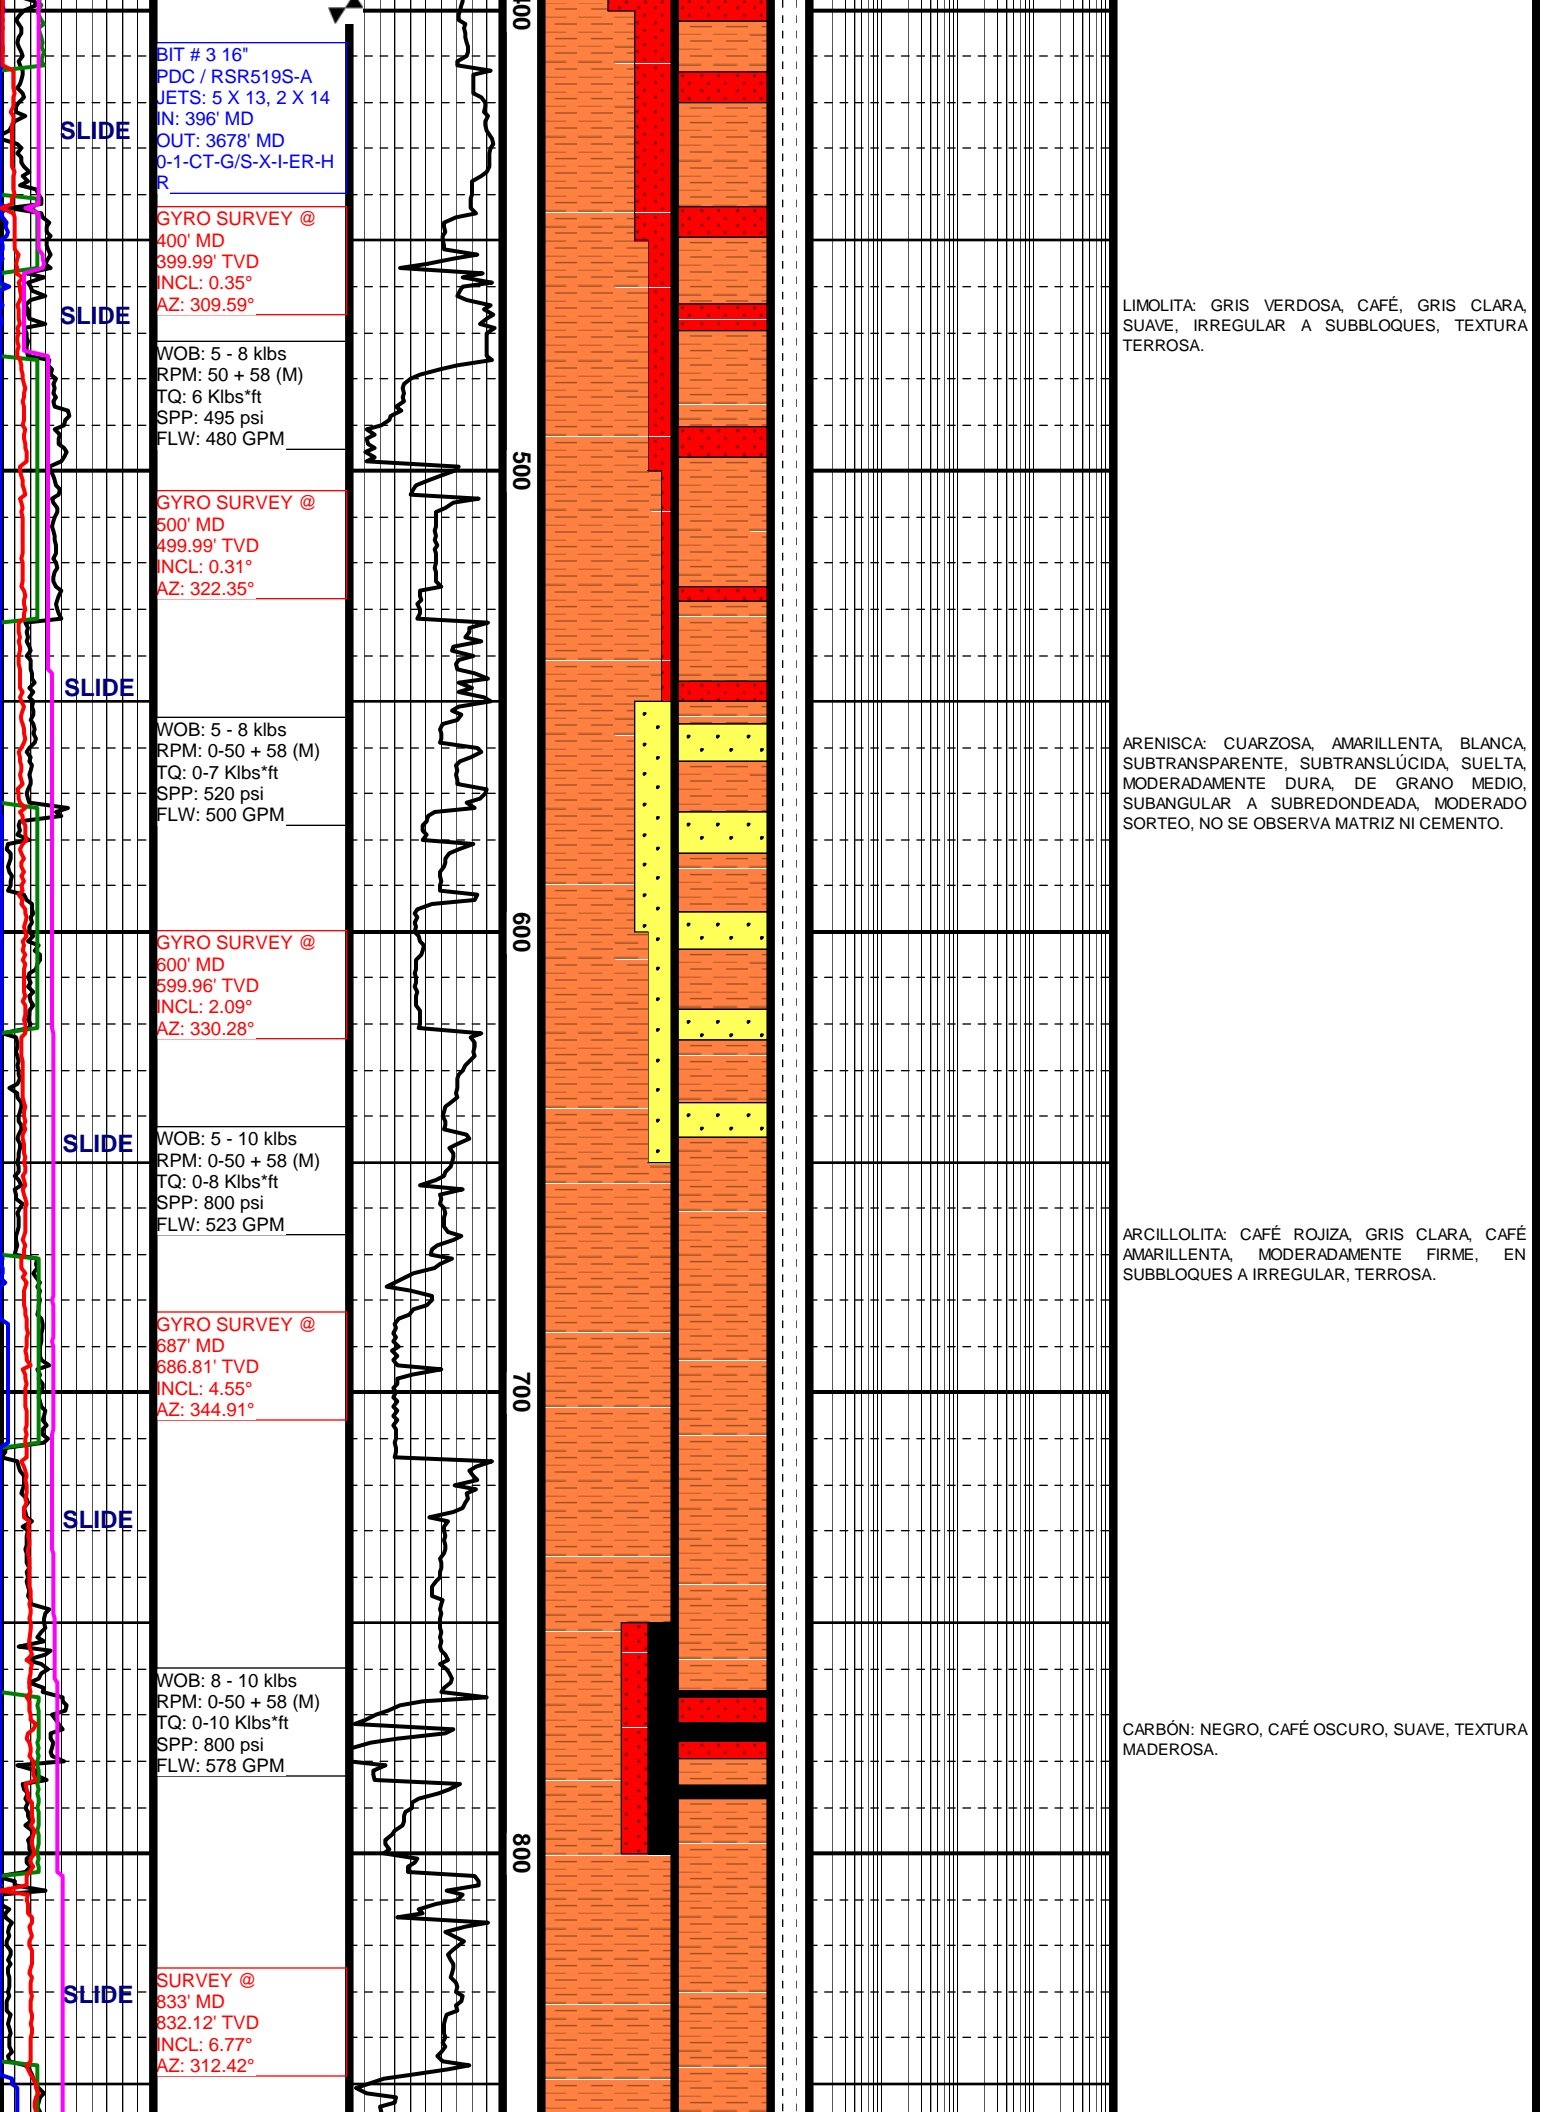 BIT # 3 16"
PDC / RSR519S-A
JETS: 5 X 13, 2 X 14
IN: 396' MD
OUT: 3678' MD
0-1-CT-G/S-X-I-ER-H
R
SLIDE
GYRO SURVEY @
400' MD
399.99' TVD
INCL: 0.35°
AZ: 309.59°
SLIDE
LIMOLITA: GRIS VERDOSA, CAFÉ, GRIS CLARA,
SUAVE, IRREGULAR A SUBBLOQUES, TEXTURA
TERROSA.
WOB: 5 - 8 klbs
RPM: 50 + 58 (M)
TQ: 6 Klbs*ft
SPP: 495 psi
FLW: 480 GPM
500
GYRO SURVEY @
500' MD
499.99' TVD
INCL: 0.31°
AZ: 322.35°
SLIDE
WOB: 5 - 8 klbs
RPM: 0-50 + 58 (M)
TQ: 0-7 Klbs*ft
SPP: 520 psi
FLW: 500 GPM
ARENISCA: CUARZOSA, AMARILLENTA, BLANCA,
SUBTRANSPARENTE, SUBTRANSLÚCIDA, SUELTA,
MODERADAMENTE DURA, DE GRANO MEDIO,
SUBANGULAR A SUBREDONDEADA, MODERADO
SORTEO, NO SE OBSERVA MATRIZ NI CEMENTO.
600
GYRO SURVEY @
600' MD
599.96' TVD
INCL: 2.09°
AZ: 330.28°
SLIDE
WOB: 5 - 10 klbs
RPM: 0-50 + 58 (M)
TQ: 0-8 Klbs*ft
SPP: 800 psi
FLW: 523 GPM
ARCILLOLITA: CAFÉ ROJIZA, GRIS CLARA, CAFÉ
AMARILLENTA, MODERADAMENTE FIRME, EN
SUBBLOQUES A IRREGULAR, TERROSA.
GYRO SURVEY @
687' MD
686.81' TVD
INCL: 4.55°
AZ: 344.91°
700
SLIDE
WOB: 8 - 10 klbs
RPM: 0-50 + 58 (M)
TQ: 0-10 Klbs*ft
SPP: 800 psi
FLW: 578 GPM
CARBÓN: NEGRO, CAFÉ OSCURO, SUAVE, TEXTURA
MADEROSA.
800
SLIDE
SURVEY @
833' MD
832.12' TVD
INCL: 6.77°
AZ: 312.42°